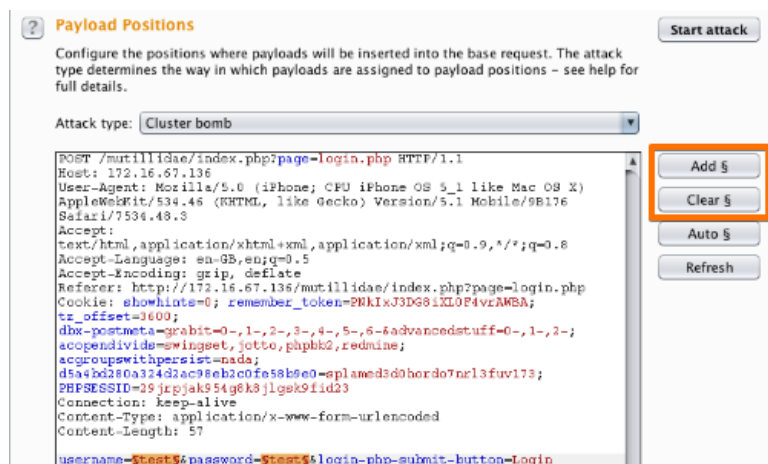 ? Payload Positions
Start attack
Configure the positions where payloads will be inserted into the base request. The attack
type determines the way in which payloads are assigned to payload positions – see help for
full details.
Attack type: Cluster bomb
POST /mutillidae/index.php?page=login.php HTTP/1.1
Host: 172.16.67.136
User-Agent: Mozilla/5.0 (iPhone; CPU iPhone OS 5_1 like Mac OS X)
AppleWebKit/534.46 (KHTML, like Gecko) Version/5.1 Mobile/9B176
Safari/7534.48.3
Accept:
text/html,application/xhtml+xml,application/xml;q=0.9,*/*;q=0.8
Accept-Language: en-GB,en;q=0.5
Accept-Encoding: gzip, deflate
Referer: http://172.16.67.136/mutillidae/index.php?page=login.php
Cookie: showhints=0; remember_token=PNkIxJ3DG8iXL0F4vrAWBA;
tz_offset=3600;
dbx-postmeta=grabit=0-,1-,2-,3-,4-,5-,6-&advancedstuff=0-,1-,2-;
acopendivids=swingset,jotto,phpbb2,redmine;
acgroupswithpersist=nada;
d5a4bd280a324d2ac98eb2c0fe58b9e0=splamed3d0hordo7nrl3fuv173;
PHPSESSID=29jrpjak954g8k8jlgsk9fid23
Connection: keep-alive
Content-Type: application/x-www-form-urlencoded
Content-Length: 57
username=§test§&password=§test§&login-php-submit-button=Login
Add §
Clear §
Auto §
Refresh